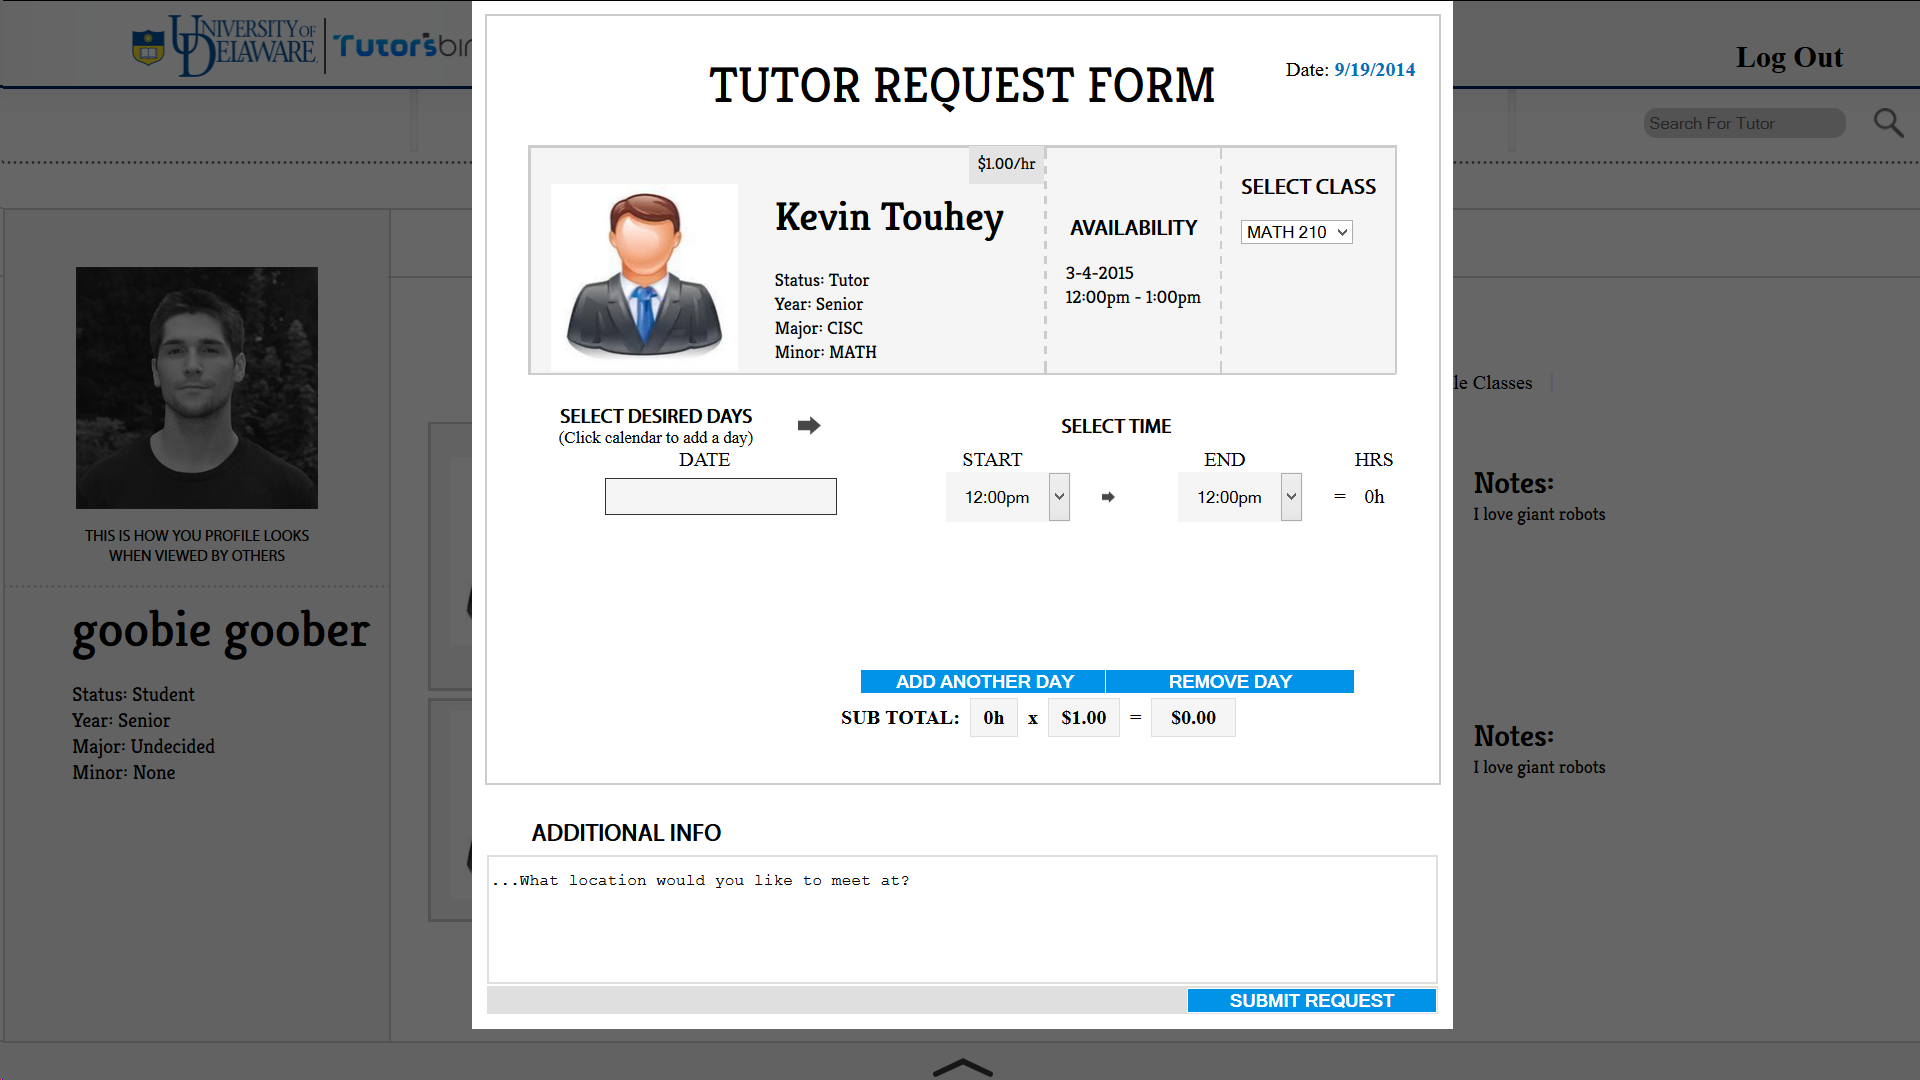 UNIVERSITY OF
DELAWARE
Tutorsbin
Log Out
Search For Tutor
THIS IS HOW YOU PROFILE LOOKS
WHEN VIEWED BY OTHERS
goobie goober
Status: Student
Year: Senior
Major: Undecided
Minor: None
TUTOR REQUEST FORM
Date: 9/19/2014
$1.00/hr
Kevin Touhey
Status: Tutor
Year: Senior
Major: CISC
Minor: MATH
AVAILABILITY
3-4-2015
12:00pm - 1:00pm
SELECT CLASS
MATH 210
SELECT DESIRED DAYS
(Click calendar to add a day)
SELECT TIME
DATE START END HRS
12:00pm 12:00pm = 0h
ADD ANOTHER DAY REMOVE DAY
SUB TOTAL: 0h x $1.00 = $0.00
ADDITIONAL INFO
...What location would you like to meet at?
SUBMIT REQUEST
le Classes
Notes:
I love giant robots
Notes:
I love giant robots